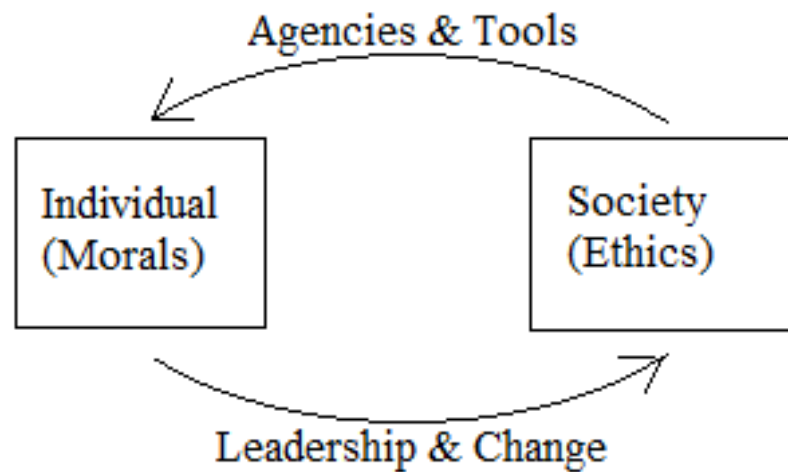 Agencies & Tools
Individual
(Morals)
Society
(Ethics)
Leadership & Change